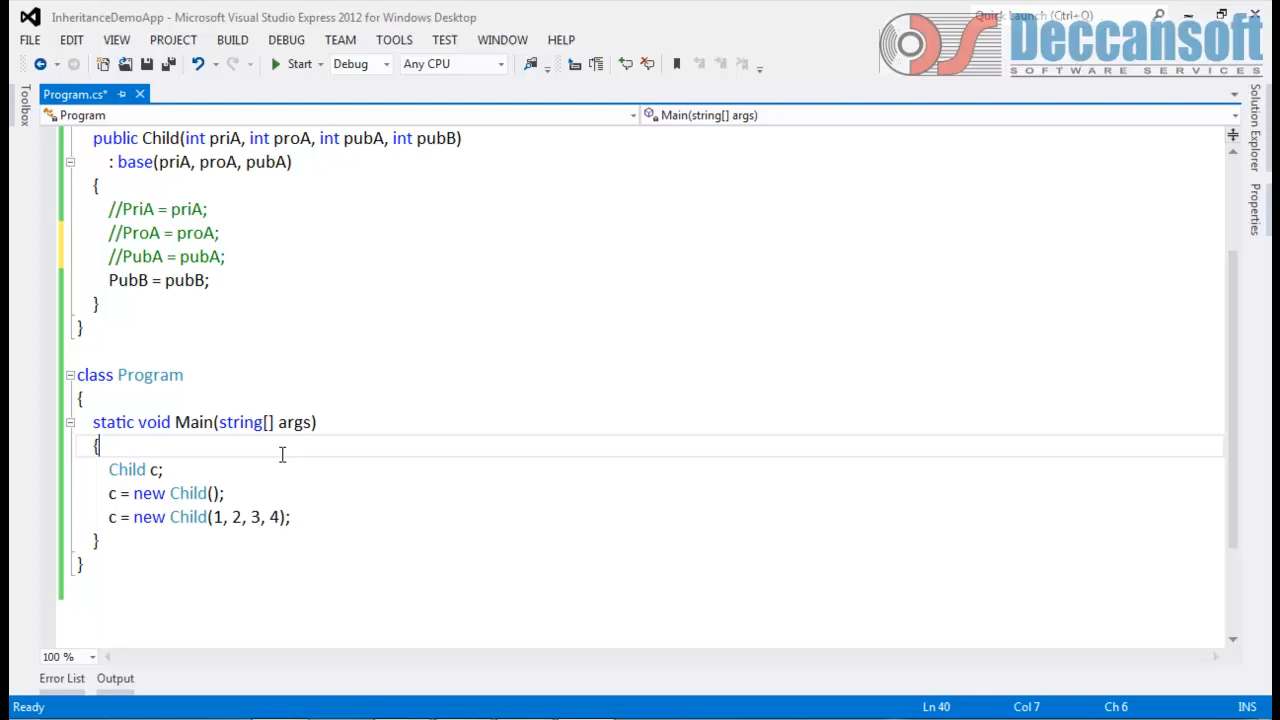 InheritanceDemoApp - Microsoft Visual Studio Express 2012 for Windows Desktop
Quick Launch (Ctrl+Q)
Deccansoft
SOFTWARE SERVICES
FILE EDIT VIEW PROJECT BUILD DEBUG TEAM TOOLS TEST WINDOW HELP
Start Debug Any CPU
Toolbox
Program.cs*
Program Main(string[] args)
Solution Explorer
Properties
public Child(int priA, int proA, int pubA, int pubB)
: base(priA, proA, pubA)
{
//PriA = priA;
//ProA = proA;
//PubA = pubA;
PubB = pubB;
}
}
class Program
{
static void Main(string[] args)
{
Child c;
c = new Child();
c = new Child(1, 2, 3, 4);
}
}
100 %
Error List Output
Ready Ln 40 Col 7 Ch 6 INS